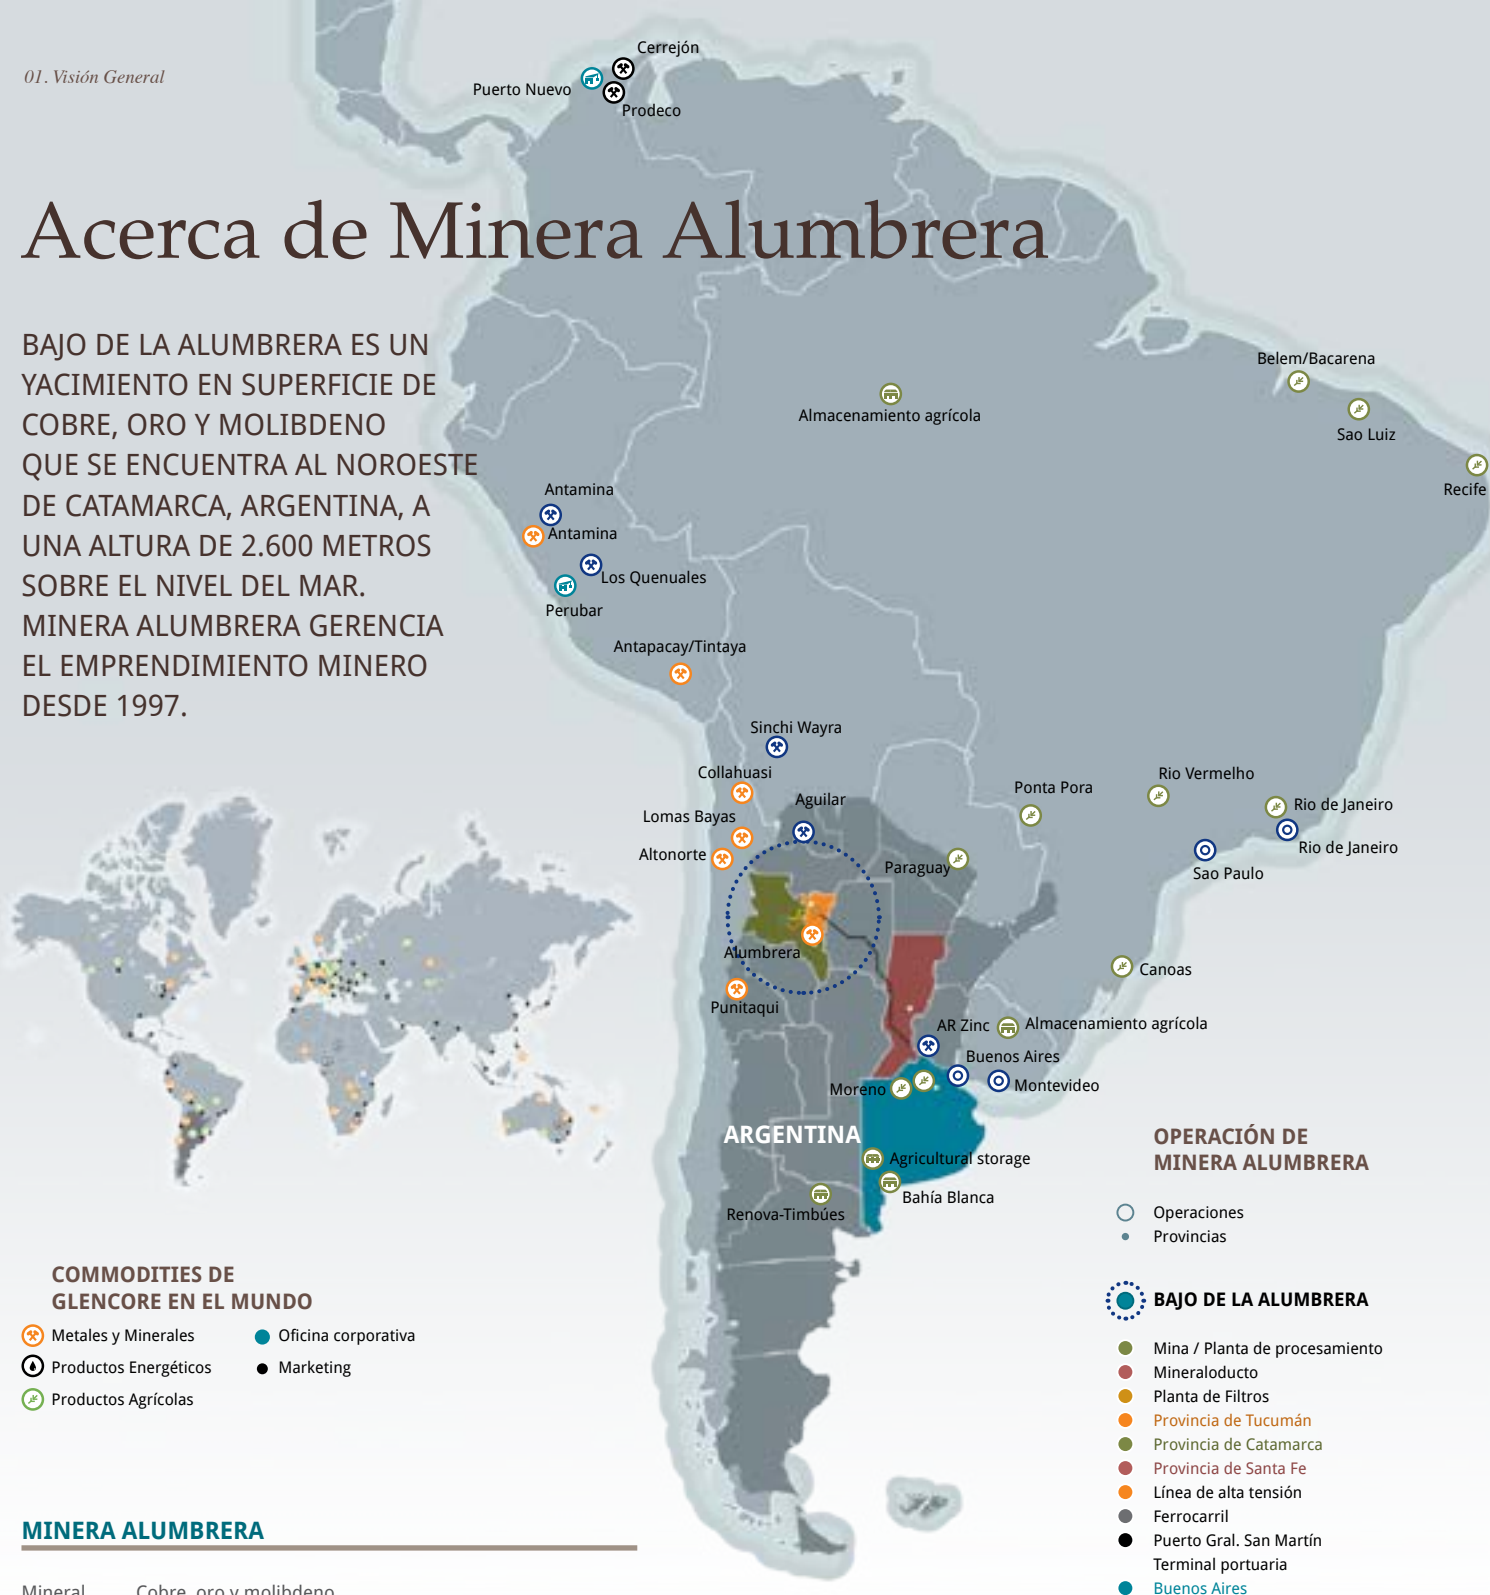 01. Visión General
Acerca de Minera Alumbrera
BAJO DE LA ALUMBRERA ES UN
YACIMIENTO EN SUPERFICIE DE
COBRE, ORO Y MOLIBDENO
QUE SE ENCUENTRA AL NOROESTE
DE CATAMARCA, ARGENTINA, A
UNA ALTURA DE 2.600 METROS
SOBRE EL NIVEL DEL MAR.
MINERA ALUMBRERA GERENCIA
EL EMPRENDIMIENTO MINERO
DESDE 1997.
Cerrejón
Puerto Nuevo
Prodeco
Belem/Bacarena
Almacenamiento agrícola
Sao Luiz
Recife
Antamina
Antamina
Los Quenuales
Perubar
Antapacay/Tintaya
Sinchi Wayra
Collahuasi
Aguilar
Lomas Bayas
Altonorte
Ponta Pora
Rio Vermelho
Rio de Janeiro
Rio de Janeiro
Sao Paulo
Paraguay
Alumbrera
Punitaqui
Canoas
AR Zinc
Almacenamiento agrícola
Buenos Aires
Moreno
Montevideo
ARGENTINA
Agricultural storage
Bahía Blanca
Renova-Timbúes
COMMODITIES DE
GLENCORE EN EL MUNDO
Metales y Minerales
Productos Energéticos
Productos Agrícolas
Oficina corporativa
Marketing
OPERACIÓN DE
MINERA ALUMBRERA
Operaciones
Provincias
BAJO DE LA ALUMBRERA
Mina / Planta de procesamiento
Mineraloducto
Planta de Filtros
Provincia de Tucumán
Provincia de Catamarca
Provincia de Santa Fe
Línea de alta tensión
Ferrocarril
Puerto Gral. San Martín
Terminal portuaria
Buenos Aires
MINERA ALUMBRERA
Mineral Cobre, oro y molibdeno